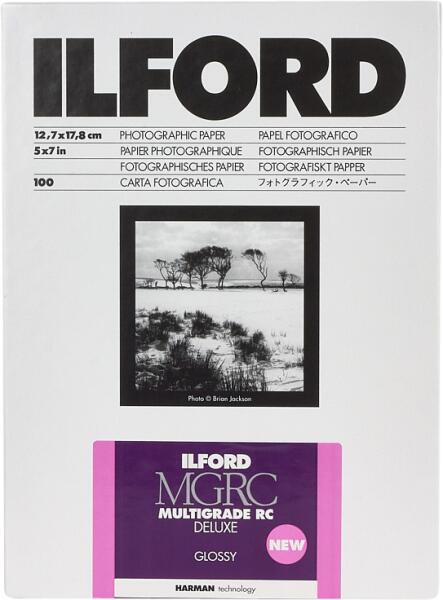 ILFORD
12,7x17,8 cm PHOTOGRAPHIC PAPER PAPEL FOTOGRAFICO
5x7 in PAPIER PHOTOGRAPHIQUE FOTOGRAFISCH PAPIER
FOTOGRAFISCHES PAPIER FOTOGRAFISKT PAPPER
100 CARTA FOTOGRAFICA フォトグラフィック・ペーパー
Photo © Brian Jackson
ILFORD
MGRC
MULTIGRADE RC
DELUXE
NEW
GLOSSY
HARMAN technology